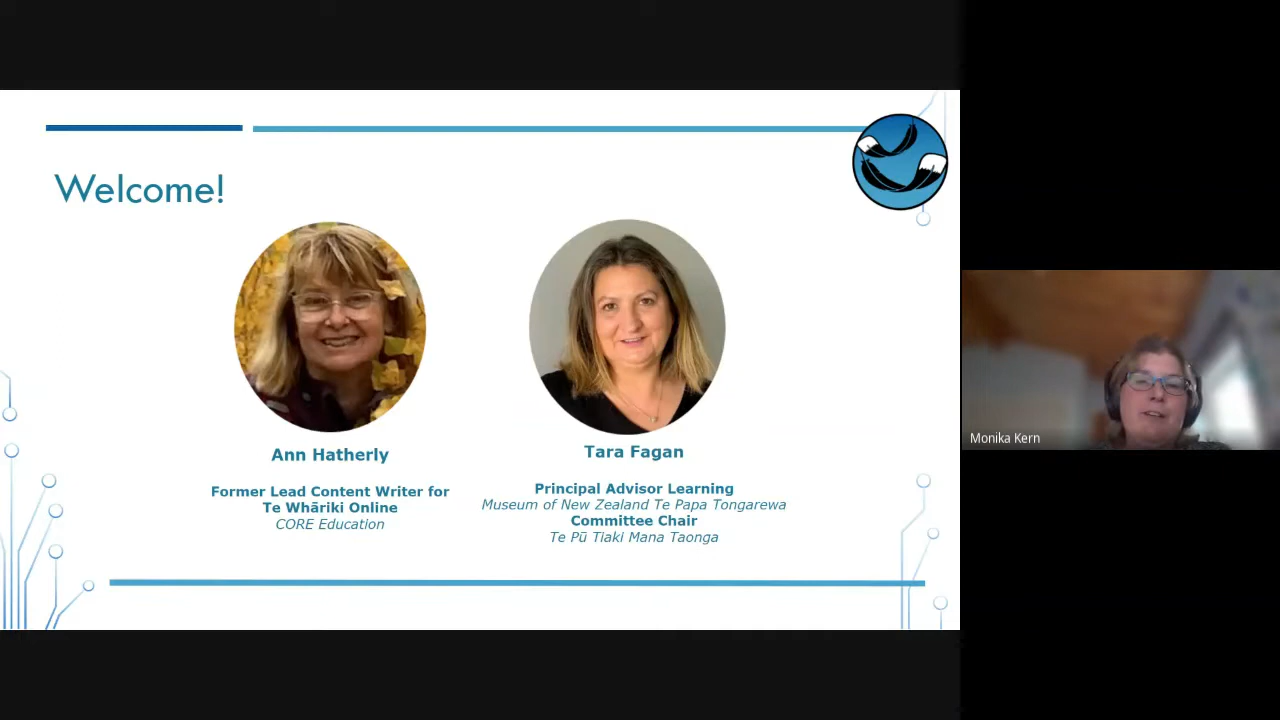 Welcome!
Ann Hatherly
Former Lead Content Writer for
Te Whāriki Online
CORE Education
Tara Fagan
Principal Advisor Learning
Museum of New Zealand Te Papa Tongarewa
Committee Chair
Te Pū Tiaki Mana Taonga
Monika Kern